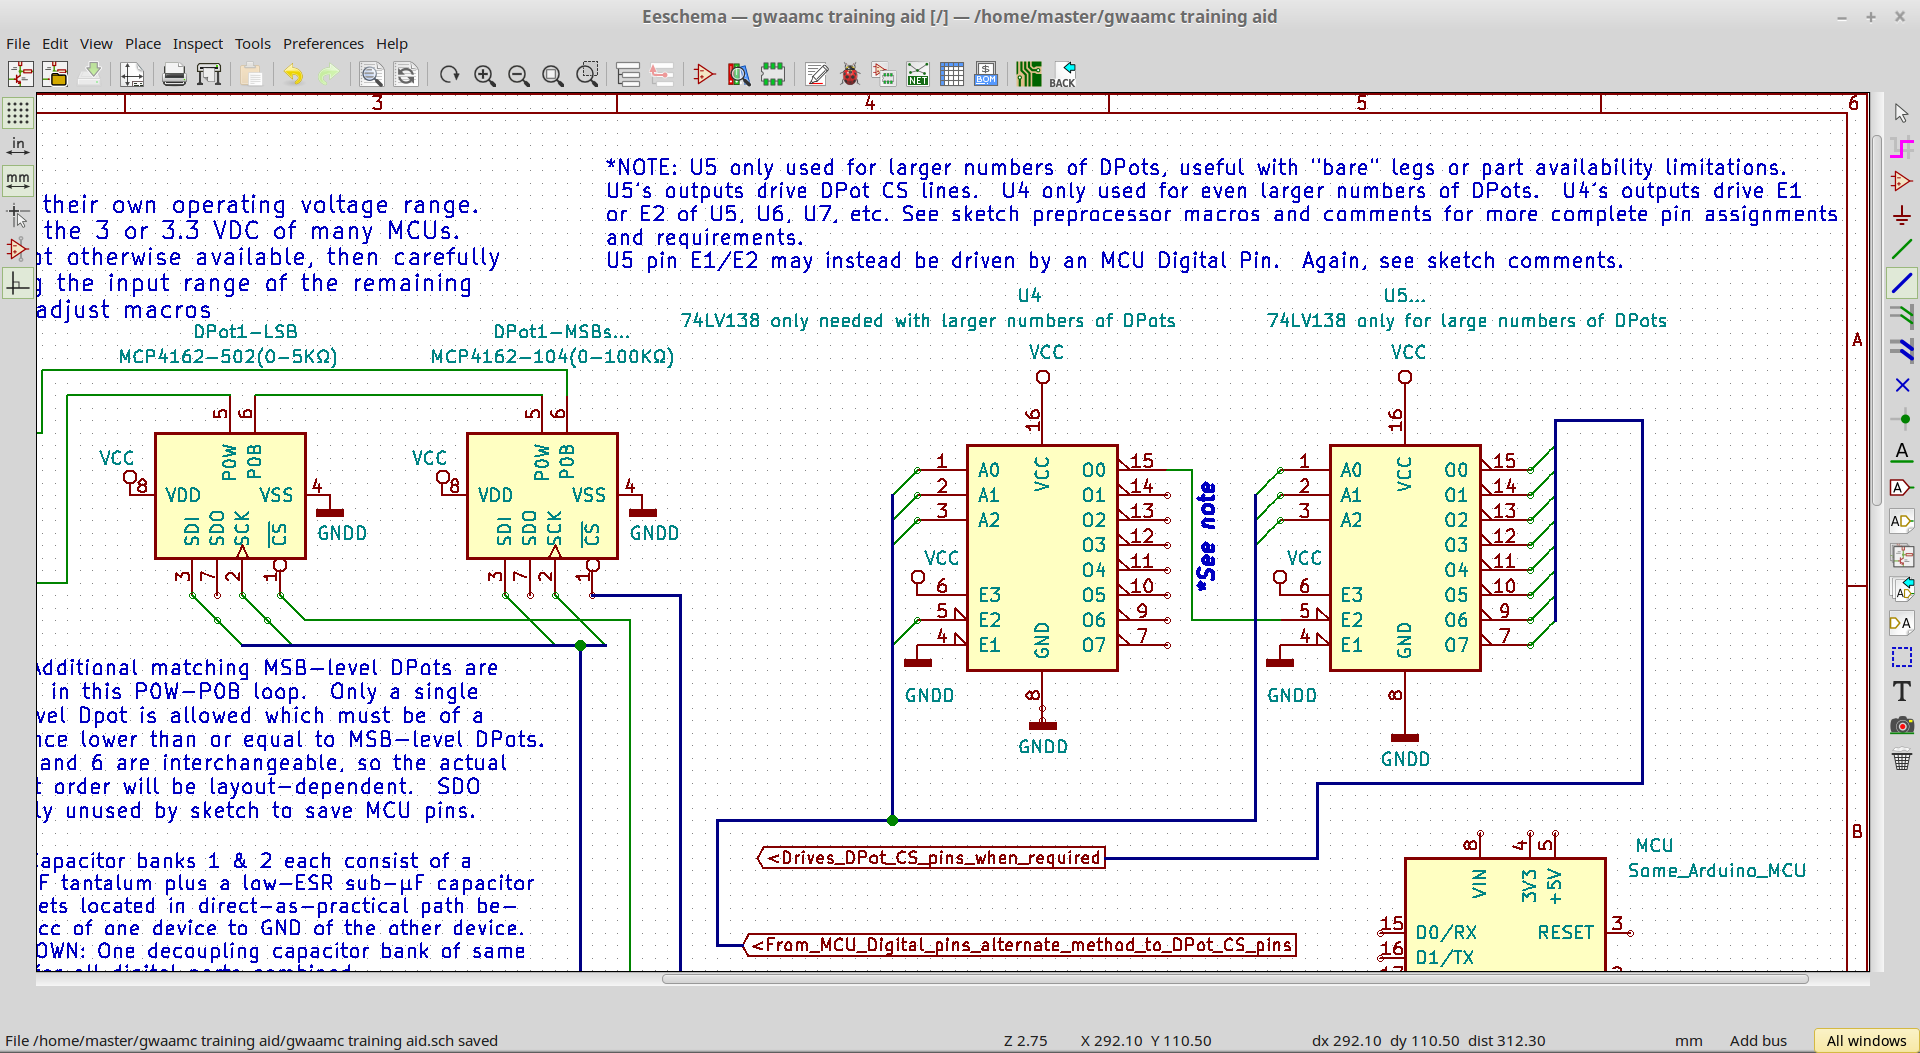 Eeschema — gwaamc training aid [/] — /home/master/gwaamc training aid
File Edit View Place Inspect Tools Preferences Help
NET
BOM
BACK
in
mm
3 4 5 6
*NOTE: U5 only used for larger numbers of DPots, useful with "bare" legs or part availability limitations.
U5's outputs drive DPot CS lines.  U4 only used for even larger numbers of DPots.  U4's outputs drive E1
or E2 of U5, U6, U7, etc. See sketch preprocessor macros and comments for more complete pin assignments
and requirements.
U5 pin E1/E2 may instead be driven by an MCU Digital Pin.  Again, see sketch comments.
their own operating voltage range.
the 3 or 3.3 VDC of many MCUs.
ot otherwise available, then carefully
g the input range of the remaining
adjust macros
DPot1-LSB
MCP4162-502(0-5KΩ)
5 6
P0W P0B
VCC
8
VDD VSS
4
GNDD
SDI SDO SCK CS
3 7 2 1
DPot1-MSBs...
MCP4162-104(0-100KΩ)
5 6
P0W P0B
VCC
8
VDD VSS
4
GNDD
SDI SDO SCK CS
3 7 2 1
U4
74LV138 only needed with larger numbers of DPots
VCC
16
VCC
1 A0 O0 15
2 A1 O1 14
3 A2 O2 13
O3 12
VCC
O4 11
6 E3 O5 10
5 E2 O6 9
4 E1 O7 7
GND
GNDD
8
GNDD
*See note
U5...
74LV138 only for large numbers of DPots
VCC
16
VCC
1 A0 O0 15
2 A1 O1 14
3 A2 O2 13
O3 12
VCC
O4 11
6 E3 O5 10
5 E2 O6 9
4 E1 O7 7
GND
GNDD
8
GNDD
A
B
Additional matching MSB-level DPots are
in this P0W-P0B loop.  Only a single
vel Dpot is allowed which must be of a
nce lower than or equal to MSB-level DPots.
and 6 are interchangeable, so the actual
t order will be layout-dependent.  SDO
ly unused by sketch to save MCU pins.
apacitor banks 1 & 2 each consist of a
F tantalum plus a low-ESR sub-µF capacitor
ets located in direct-as-practical path be-
cc of one device to GND of the other device.
OWN: One decoupling capacitor bank of same
for all digital parts combined
<Drives_DPot_CS_pins_when_required
<From_MCU_Digital_pins_alternate_method_to_DPot_CS_pins
MCU
Same_Arduino_MCU
8 4 5
VIN 3V3 +5V
15 D0/RX RESET 3
16 D1/TX
File /home/master/gwaamc training aid/gwaamc training aid.sch saved
Z 2.75 X 292.10 Y 110.50 dx 292.10 dy 110.50 dist 312.30 mm Add bus All windows